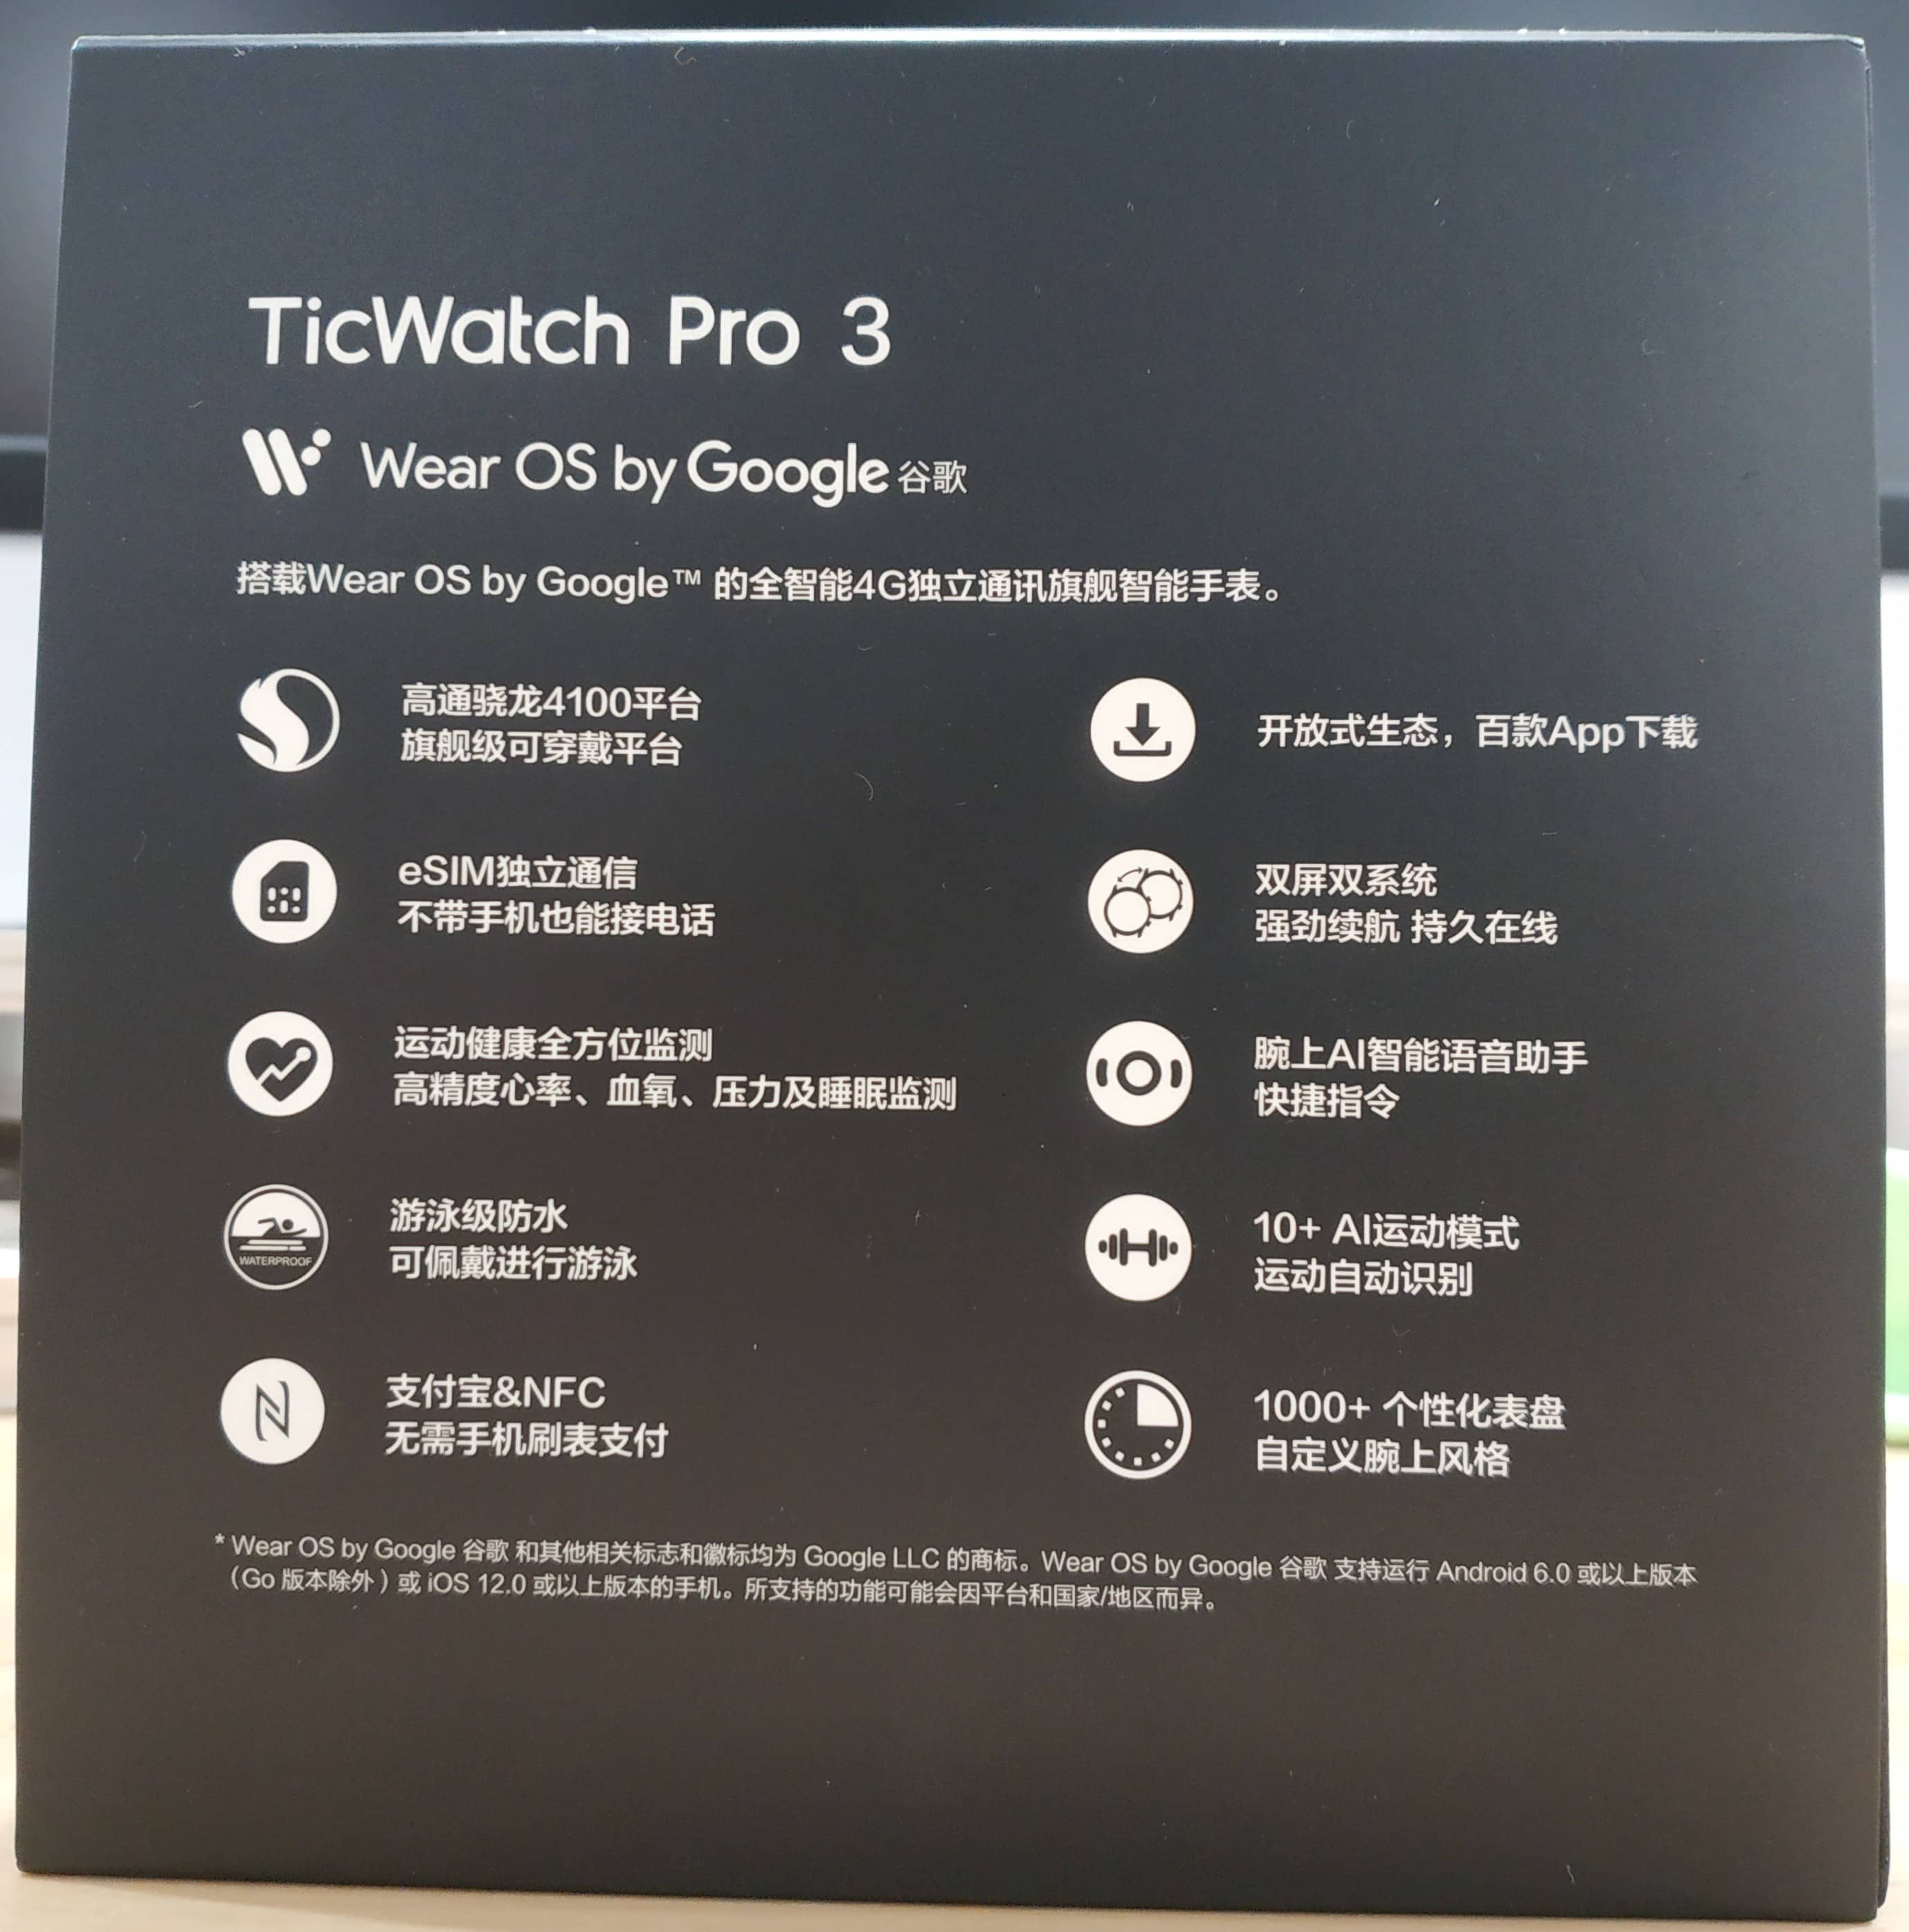 TicWatch Pro 3
Wear OS by Google 谷歌
搭载Wear OS by Google™ 的全智能4G独立通讯旗舰智能手表。
高通骁龙4100平台
旗舰级可穿戴平台
开放式生态，百款App下载
eSIM独立通信
不带手机也能接电话
双屏双系统
强劲续航 持久在线
运动健康全方位监测
高精度心率、血氧、压力及睡眠监测
腕上AI智能语音助手
快捷指令
WATERPROOF
游泳级防水
可佩戴进行游泳
10+ AI运动模式
运动自动识别
支付宝&NFC
无需手机刷表支付
1000+ 个性化表盘
自定义腕上风格
* Wear OS by Google 谷歌 和其他相关标志和徽标均为 Google LLC 的商标。Wear OS by Google 谷歌 支持运行 Android 6.0 或以上版本
（Go 版本除外）或 iOS 12.0 或以上版本的手机。所支持的功能可能会因平台和国家/地区而异。